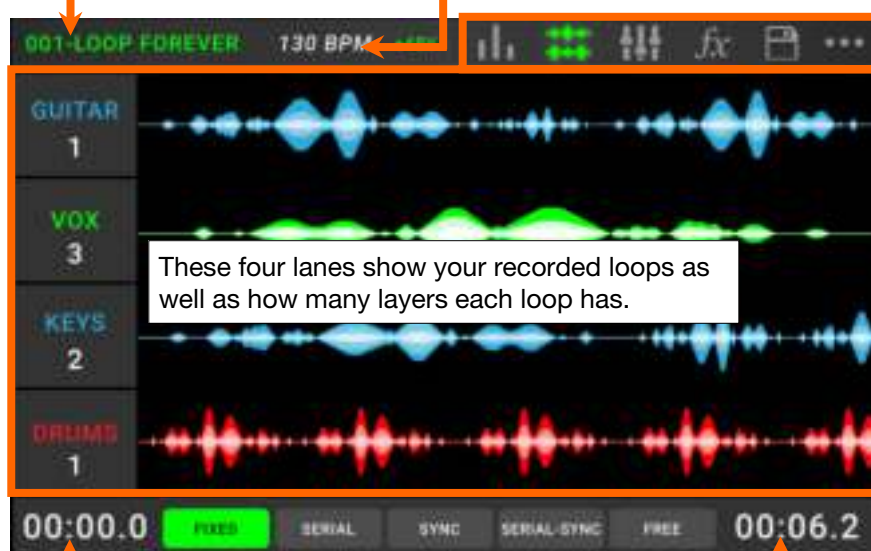 001-LOOP FOREVER 130 BPM fx
GUITAR
1
VOX
3
These four lanes show your recorded loops as
well as how many layers each loop has.
KEYS
2
DRUMS
1
00:00.0 FIXED SERIAL SYNC SERIAL-SYNC FREE 00:06.2